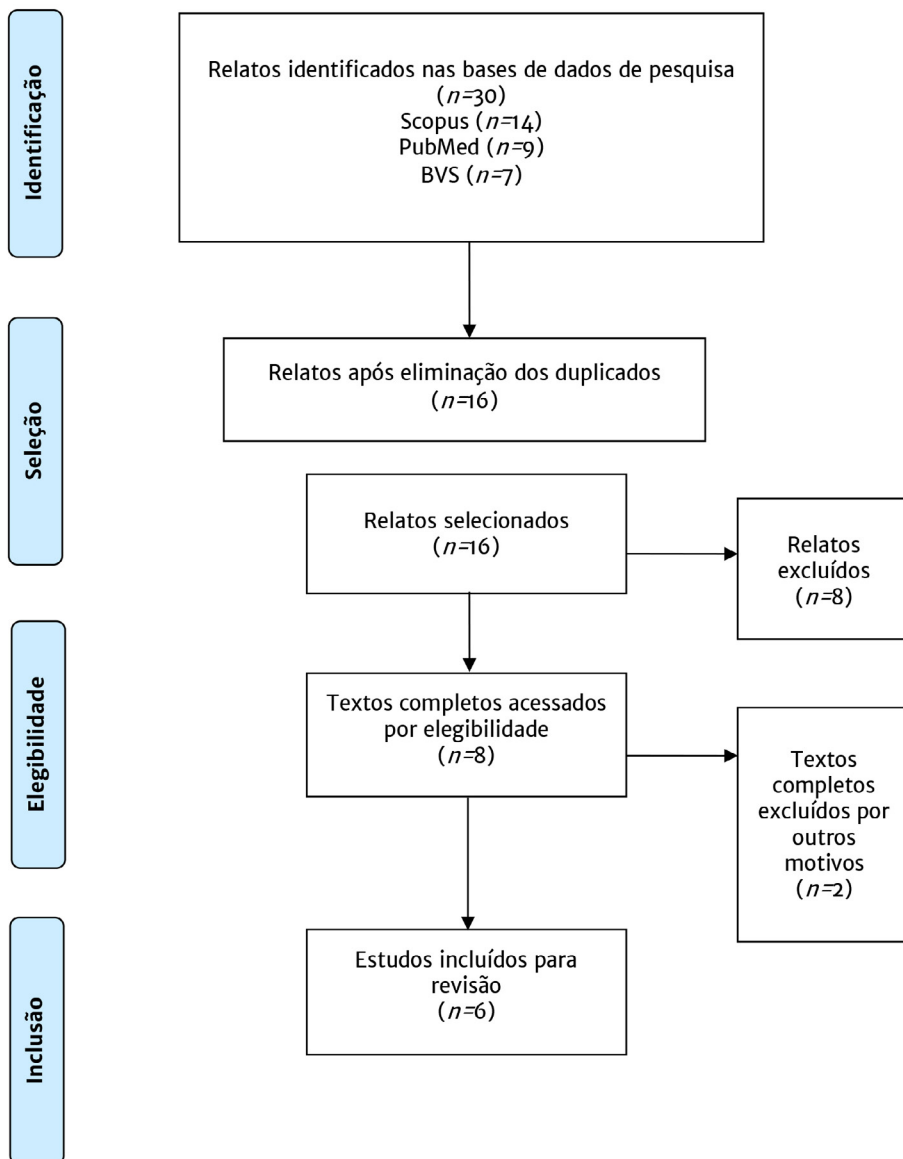 Identificação
Relatos identificados nas bases de dados de pesquisa
(n=30)
Scopus (n=14)
PubMed (n=9)
BVS (n=7)
Seleção
Relatos após eliminação dos duplicados
(n=16)
Relatos selecionados
(n=16)
Relatos
excluídos
(n=8)
Elegibilidade
Textos completos acessados
por elegibilidade
(n=8)
Textos
completos
excluídos por
outros
motivos
(n=2)
Inclusão
Estudos incluídos para
revisão
(n=6)